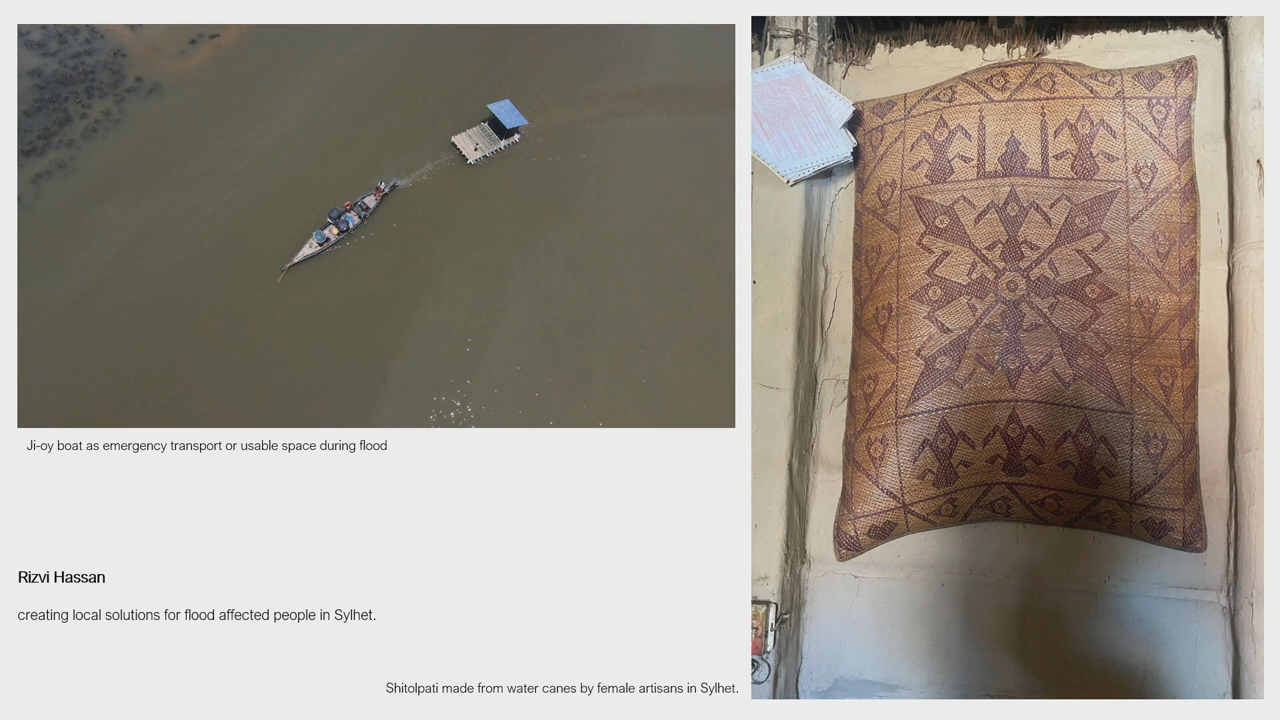 Ji-oy boat as emergency transport or usable space during flood
Rizvi Hassan
creating local solutions for flood affected people in Sylhet.
Shitolpati made from water canes by female artisans in Sylhet.